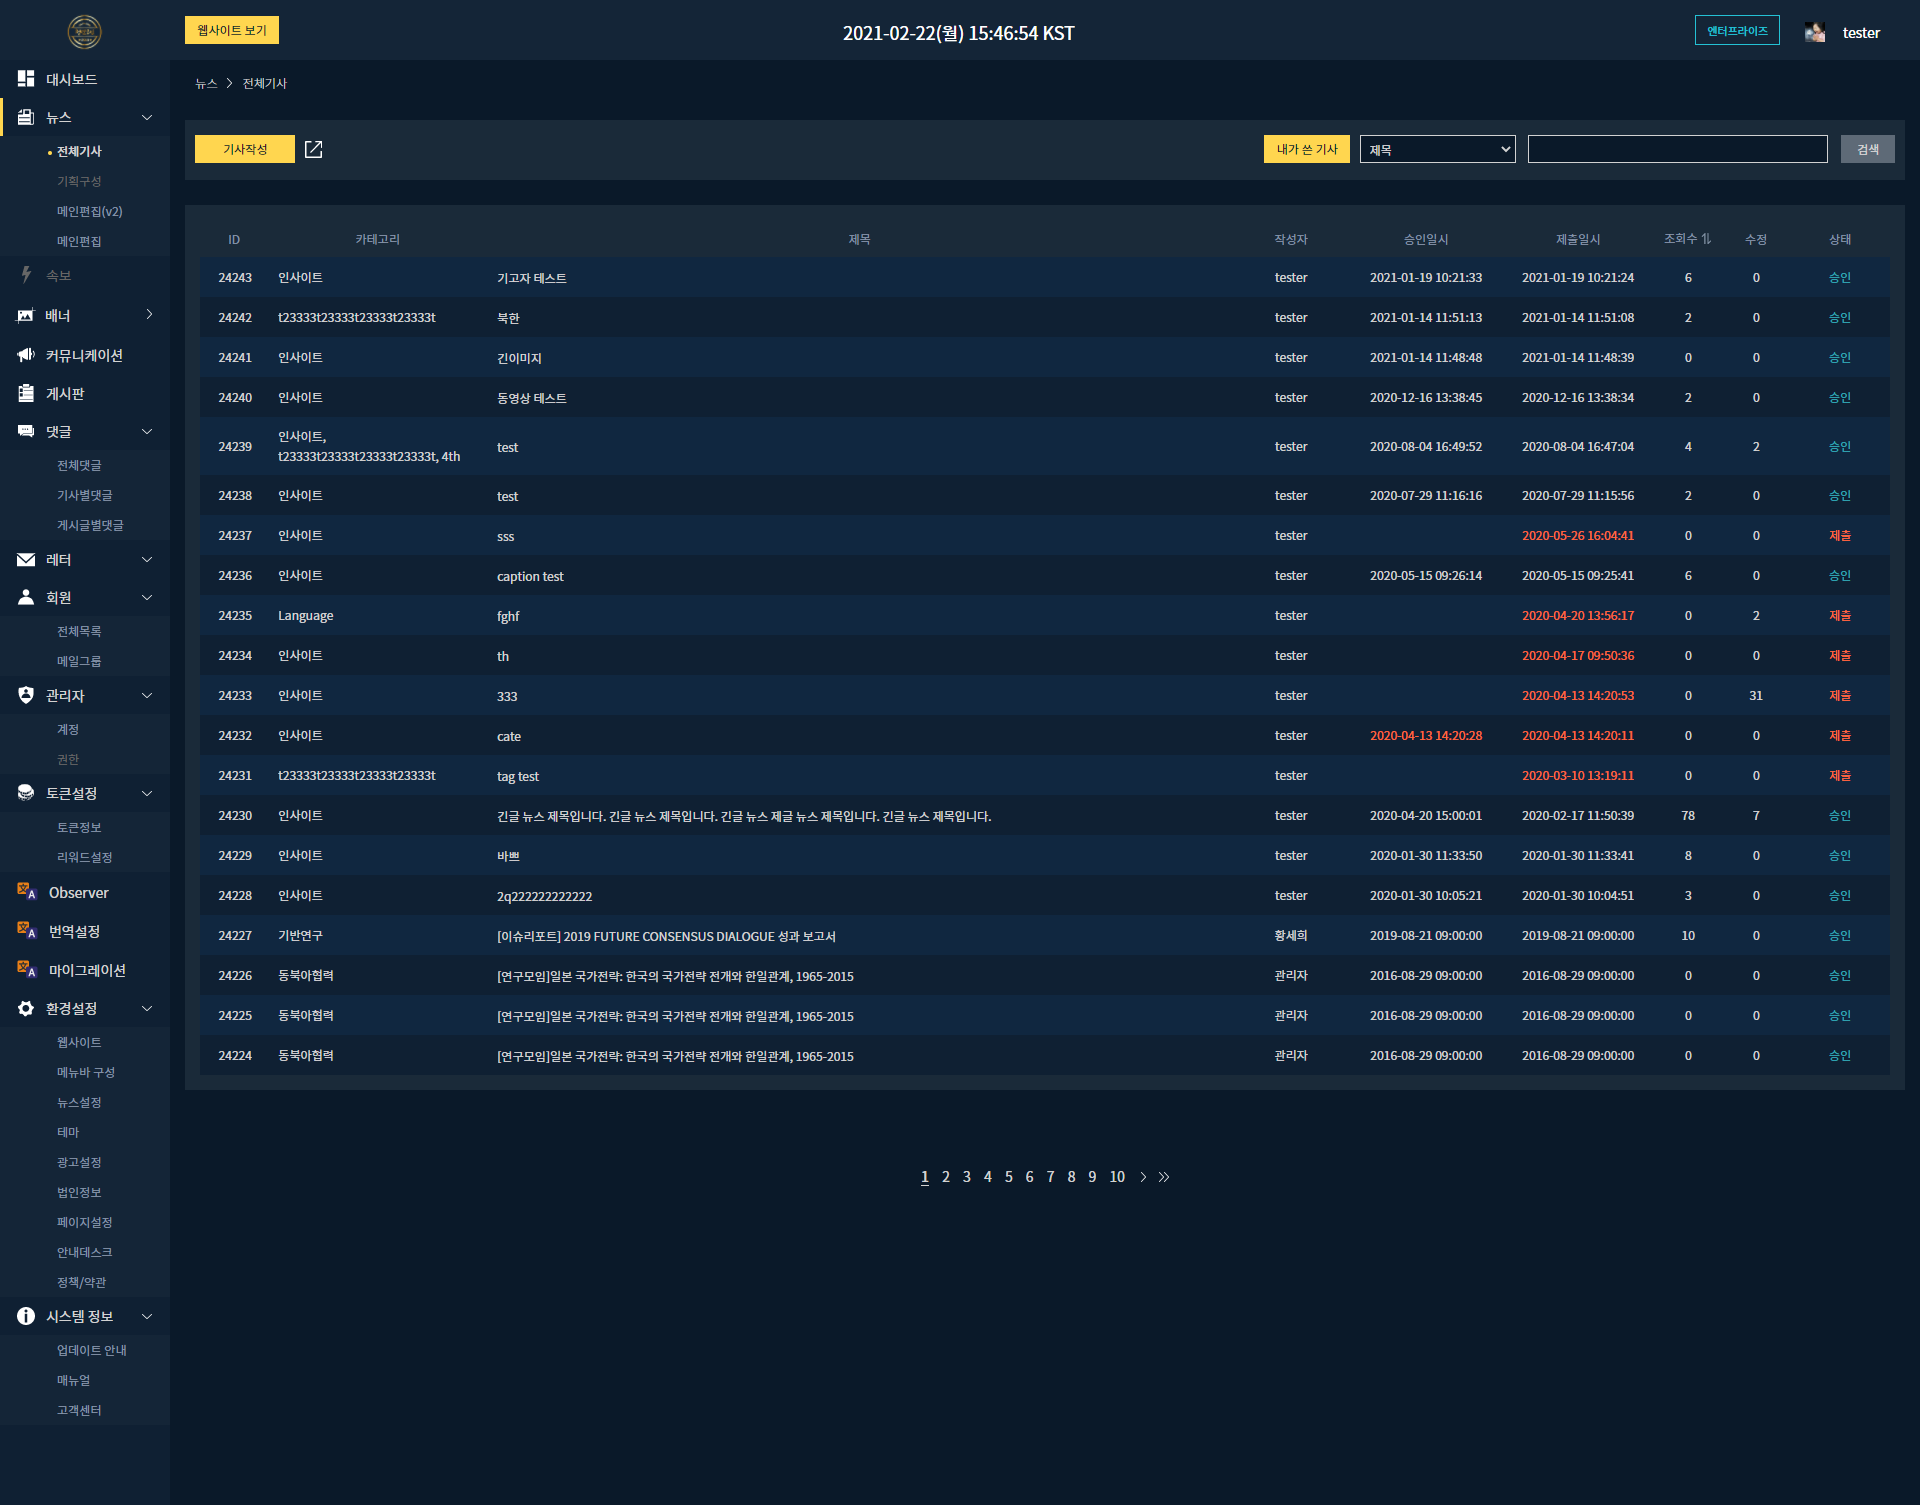 웹사이트 보기
2021-02-22(월) 15:46:54 KST
엔터프라이즈
tester
대시보드
뉴스
전체기사
기획구성
메인편집(v2)
메인편집
속보
배너
커뮤니케이션
게시판
댓글
전체댓글
기사별댓글
게시글별댓글
레터
회원
전체목록
메일그룹
관리자
계정
권한
토큰설정
토큰정보
리워드설정
Observer
번역설정
마이그레이션
환경설정
웹사이트
메뉴바 구성
뉴스설정
테마
광고설정
법인정보
페이지설정
안내데스크
정책/약관
시스템 정보
업데이트 안내
매뉴얼
고객센터
뉴스 > 전체기사
기사작성
내가 쓴 기사
제목
검색
ID 카테고리 제목 작성자 승인일시 제출일시 조회수 수정 상태
24243 인사이트 기고자 테스트 tester 2021-01-19 10:21:33 2021-01-19 10:21:24 6 0 승인
24242 t23333t23333t23333t23333t 북한 tester 2021-01-14 11:51:13 2021-01-14 11:51:08 2 0 승인
24241 인사이트 긴이미지 tester 2021-01-14 11:48:48 2021-01-14 11:48:39 0 0 승인
24240 인사이트 동영상 테스트 tester 2020-12-16 13:38:45 2020-12-16 13:38:34 2 0 승인
24239 인사이트,
t23333t23333t23333t23333t, 4th test tester 2020-08-04 16:49:52 2020-08-04 16:47:04 4 2 승인
24238 인사이트 test tester 2020-07-29 11:16:16 2020-07-29 11:15:56 2 0 승인
24237 인사이트 sss tester 2020-05-26 16:04:41 0 0 제출
24236 인사이트 caption test tester 2020-05-15 09:26:14 2020-05-15 09:25:41 6 0 승인
24235 Language fghf tester 2020-04-20 13:56:17 0 2 제출
24234 인사이트 th tester 2020-04-17 09:50:36 0 0 제출
24233 인사이트 333 tester 2020-04-13 14:20:53 0 31 제출
24232 인사이트 cate tester 2020-04-13 14:20:28 2020-04-13 14:20:11 0 0 제출
24231 t23333t23333t23333t23333t tag test tester 2020-03-10 13:19:11 0 0 제출
24230 인사이트 긴글 뉴스 제목입니다. 긴글 뉴스 제목입니다. 긴글 뉴스 제글 뉴스 제목입니다. 긴글 뉴스 제목입니다. tester 2020-04-20 15:00:01 2020-02-17 11:50:39 78 7 승인
24229 인사이트 바쁘 tester 2020-01-30 11:33:50 2020-01-30 11:33:41 8 0 승인
24228 인사이트 2q222222222222 tester 2020-01-30 10:05:21 2020-01-30 10:04:51 3 0 승인
24227 기반연구 [이슈리포트] 2019 FUTURE CONSENSUS DIALOGUE 성과 보고서 황세희 2019-08-21 09:00:00 2019-08-21 09:00:00 10 0 승인
24226 동북아협력 [연구모임]일본 국가전략: 한국의 국가전략 전개와 한일관계, 1965-2015 관리자 2016-08-29 09:00:00 2016-08-29 09:00:00 0 0 승인
24225 동북아협력 [연구모임]일본 국가전략: 한국의 국가전략 전개와 한일관계, 1965-2015 관리자 2016-08-29 09:00:00 2016-08-29 09:00:00 0 0 승인
24224 동북아협력 [연구모임]일본 국가전략: 한국의 국가전략 전개와 한일관계, 1965-2015 관리자 2016-08-29 09:00:00 2016-08-29 09:00:00 0 0 승인
1 2 3 4 5 6 7 8 9 10